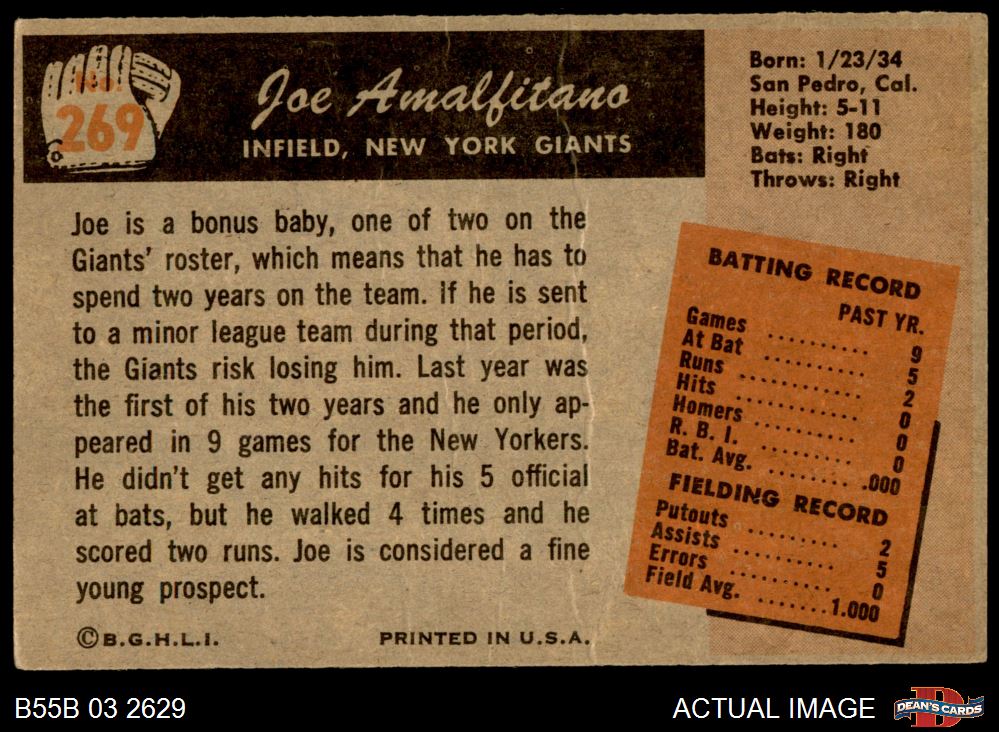 No.
269
Joe Amalfitano
INFIELD, NEW YORK GIANTS
Joe is a bonus baby, one of two on the
Giants' roster, which means that he has to
spend two years on the team. If he is sent
to a minor league team during that period,
the Giants risk losing him. Last year was
the first of his two years and he only ap-
peared in 9 games for the New Yorkers.
He didn't get any hits for his 5 official
at bats, but he walked 4 times and he
scored two runs. Joe is considered a fine
young prospect.
©B.G.H.L.I. PRINTED IN U.S.A.
Born: 1/23/34
San Pedro, Cal.
Height: 5-11
Weight: 180
Bats: Right
Throws: Right
BATTING RECORD
PAST YR.
Games .......... 9
At Bat .......... 5
Runs ............ 2
Hits ............ 0
Homers .......... 0
R. B. I. .......... 0
Bat. Avg. ........ .000
FIELDING RECORD
Putouts .......... 2
Assists .......... 5
Errors .......... 0
Field Avg. .......1.000
B55B 03 2629 ACTUAL IMAGE
DEAN'S CARDS